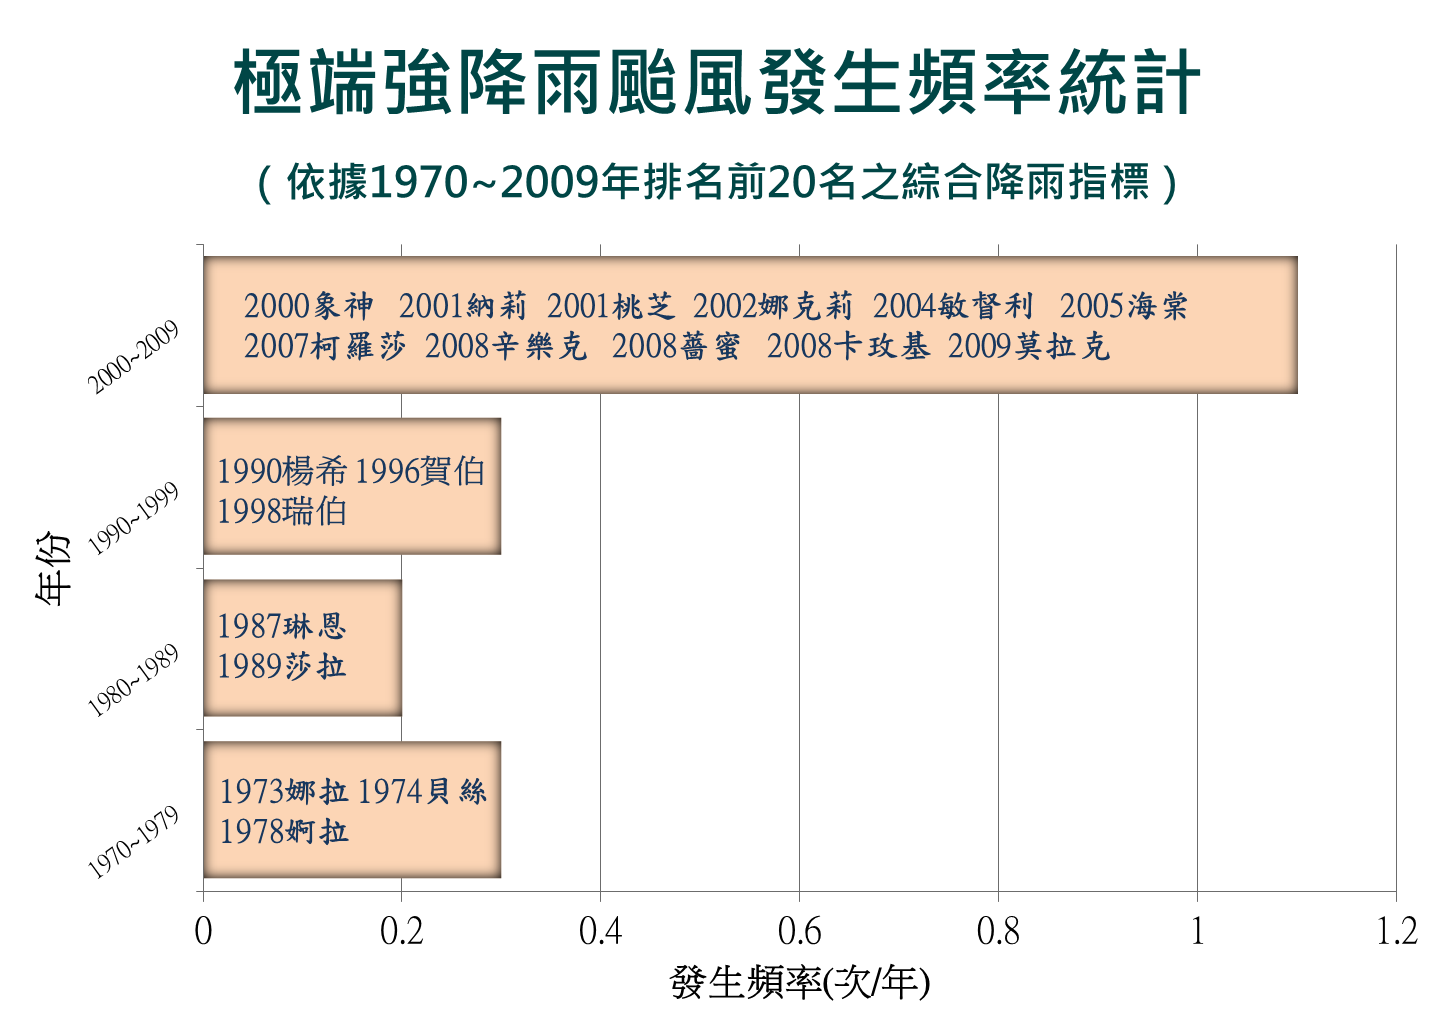 極端強降雨颱風發生頻率統計
（依據1970~2009年排名前20名之綜合降雨指標）
2000~2009
2000象神 2001納莉 2001桃芝 2002娜克莉 2004敏督利 2005海棠
2007柯羅莎 2008辛樂克 2008薔蜜 2008卡玫基 2009莫拉克
1990~1999
1990楊希 1996賀伯
1998瑞伯
年份
1980~1989
1987琳恩
1989莎拉
1970~1979
1973娜拉 1974貝絲
1978婀拉
0 0.2 0.4 0.6 0.8 1 1.2
發生頻率(次/年)